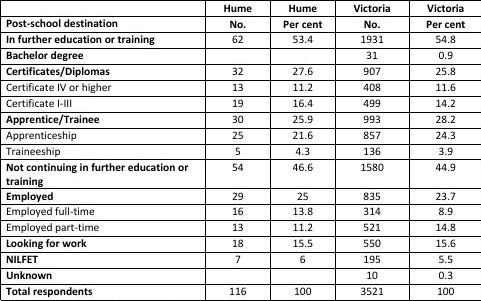 Hume Hume Victoria Victoria
Post-school destination No. Per cent No. Per cent
In further education or training 62 53.4 1931 54.8
Bachelor degree 31 0.9
Certificates/Diplomas 32 27.6 907 25.8
Certificate IV or higher 13 11.2 408 11.6
Certificate I-III 19 16.4 499 14.2
Apprentice/Trainee 30 25.9 993 28.2
Apprenticeship 25 21.6 857 24.3
Traineeship 5 4.3 136 3.9
Not continuing in further education or 54 46.6 1580 44.9
training
Employed 29 25 835 23.7
Employed full-time 16 13.8 314 8.9
Employed part-time 13 11.2 521 14.8
Looking for work 18 15.5 550 15.6
NILFET 7 6 195 5.5
Unknown 10 0.3
Total respondents 116 100 3521 100